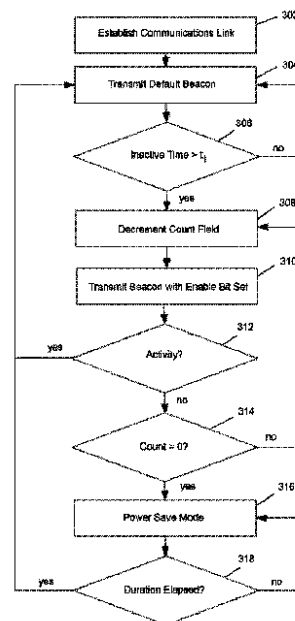 302
Establish Communications Link
304
Transmit Default Beacon
306
Inactive Time > t
no
yes
308
Decrement Count Field
310
Transmit Beacon with Enable Bit Set
312
yes
Activity?
no
314
Count = 0?
no
yes
316
Power Save Mode
318
yes
Duration Elapsed?
no